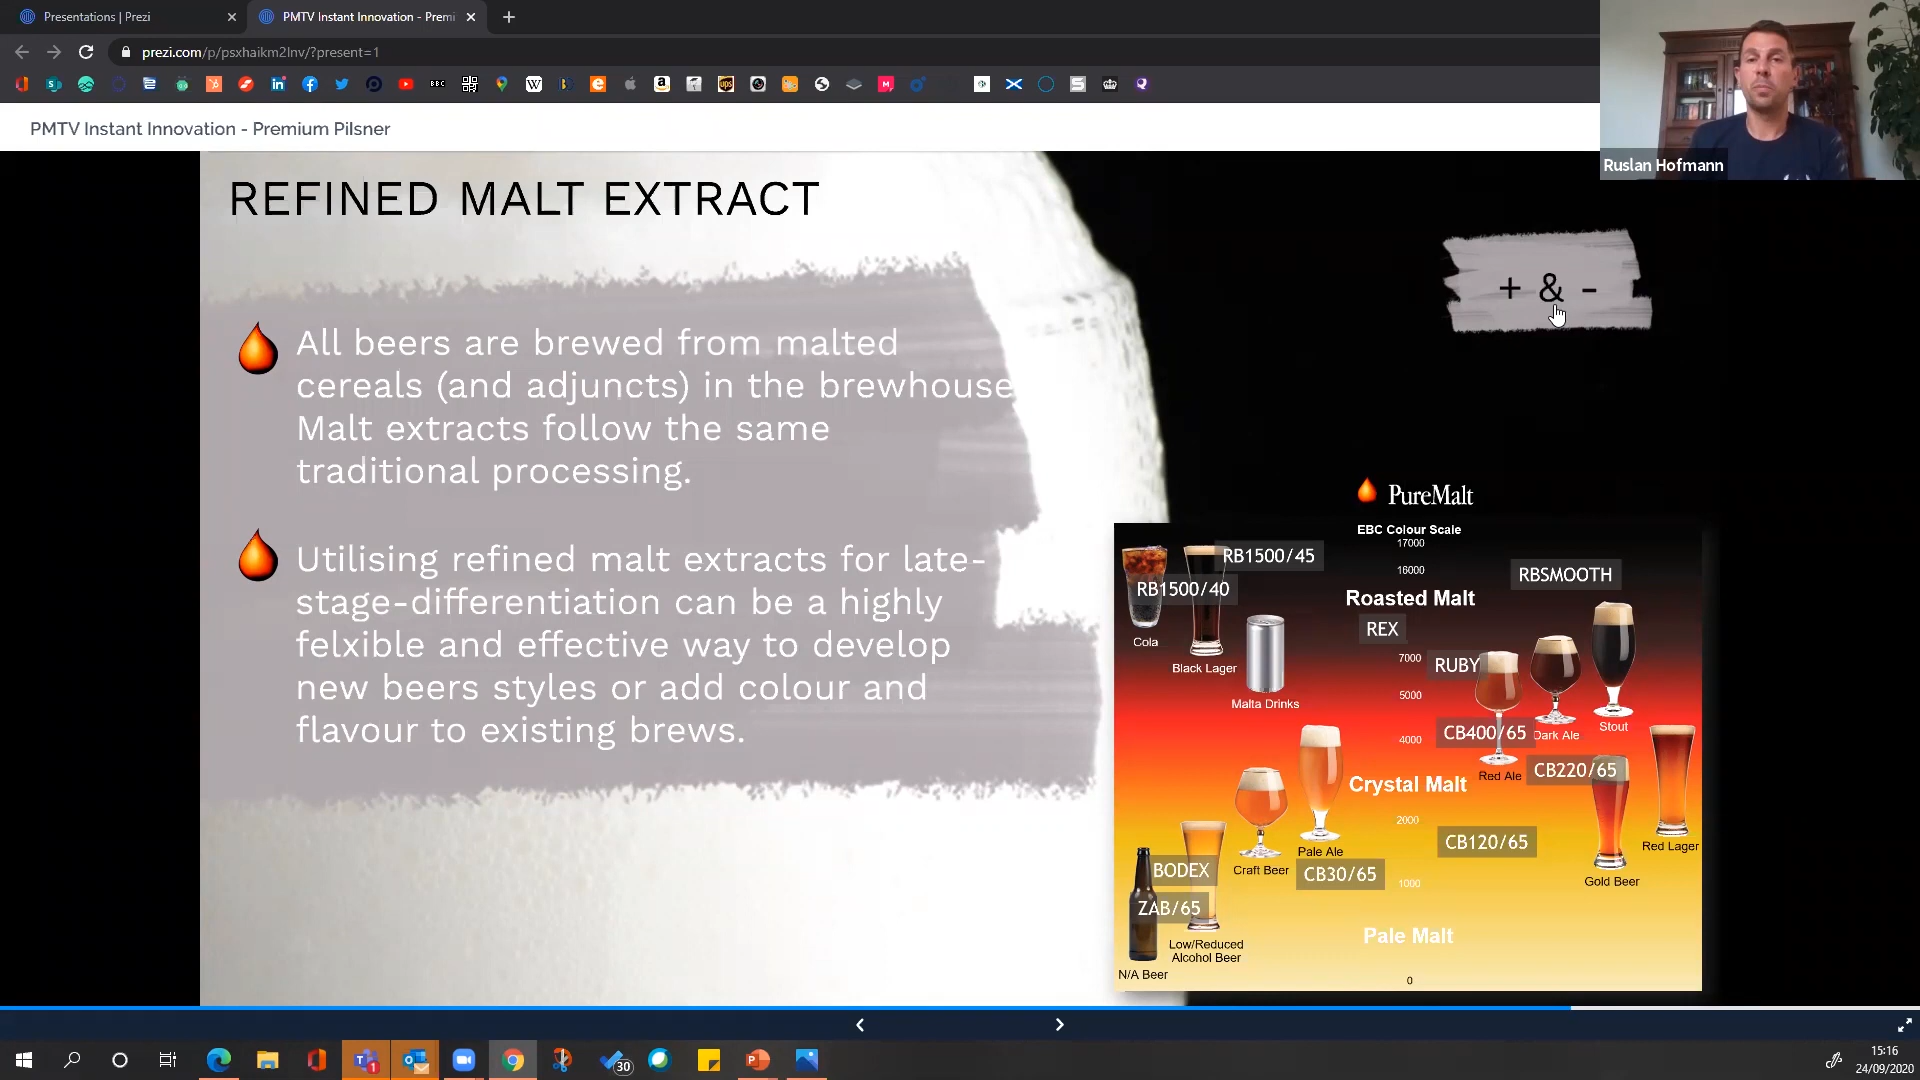 Presentations | Prezi
PMTV Instant Innovation - Premi
prezi.com/p/psxhaikm2lnv/?present=1
PMTV Instant Innovation - Premium Pilsner
Ruslan Hofmann
REFINED MALT EXTRACT
+ & -
All beers are brewed from malted
cereals (and adjuncts) in the brewhouse
Malt extracts follow the same
traditional processing.
Utilising refined malt extracts for late-
stage-differentiation can be a highly
felxible and effective way to develop
new beers styles or add colour and
flavour to existing brews.
PureMalt
EBC Colour Scale
17000
16000
RB1500/45
RBSMOOTH
RB1500/40
Roasted Malt
REX
Cola
Black Lager
7000
RUBY
5000
Malta Drinks
Stout
4000
CB400/65
Dark Ale
Red Ale
CB220/65
Crystal Malt
2000
CB120/65
Red Lager
Pale Ale
Craft Beer
CB30/65
1000
Gold Beer
BODEX
ZAB/65
Pale Malt
Low/Reduced
Alcohol Beer
N/A Beer
0
30
1
15:16
24/09/2020